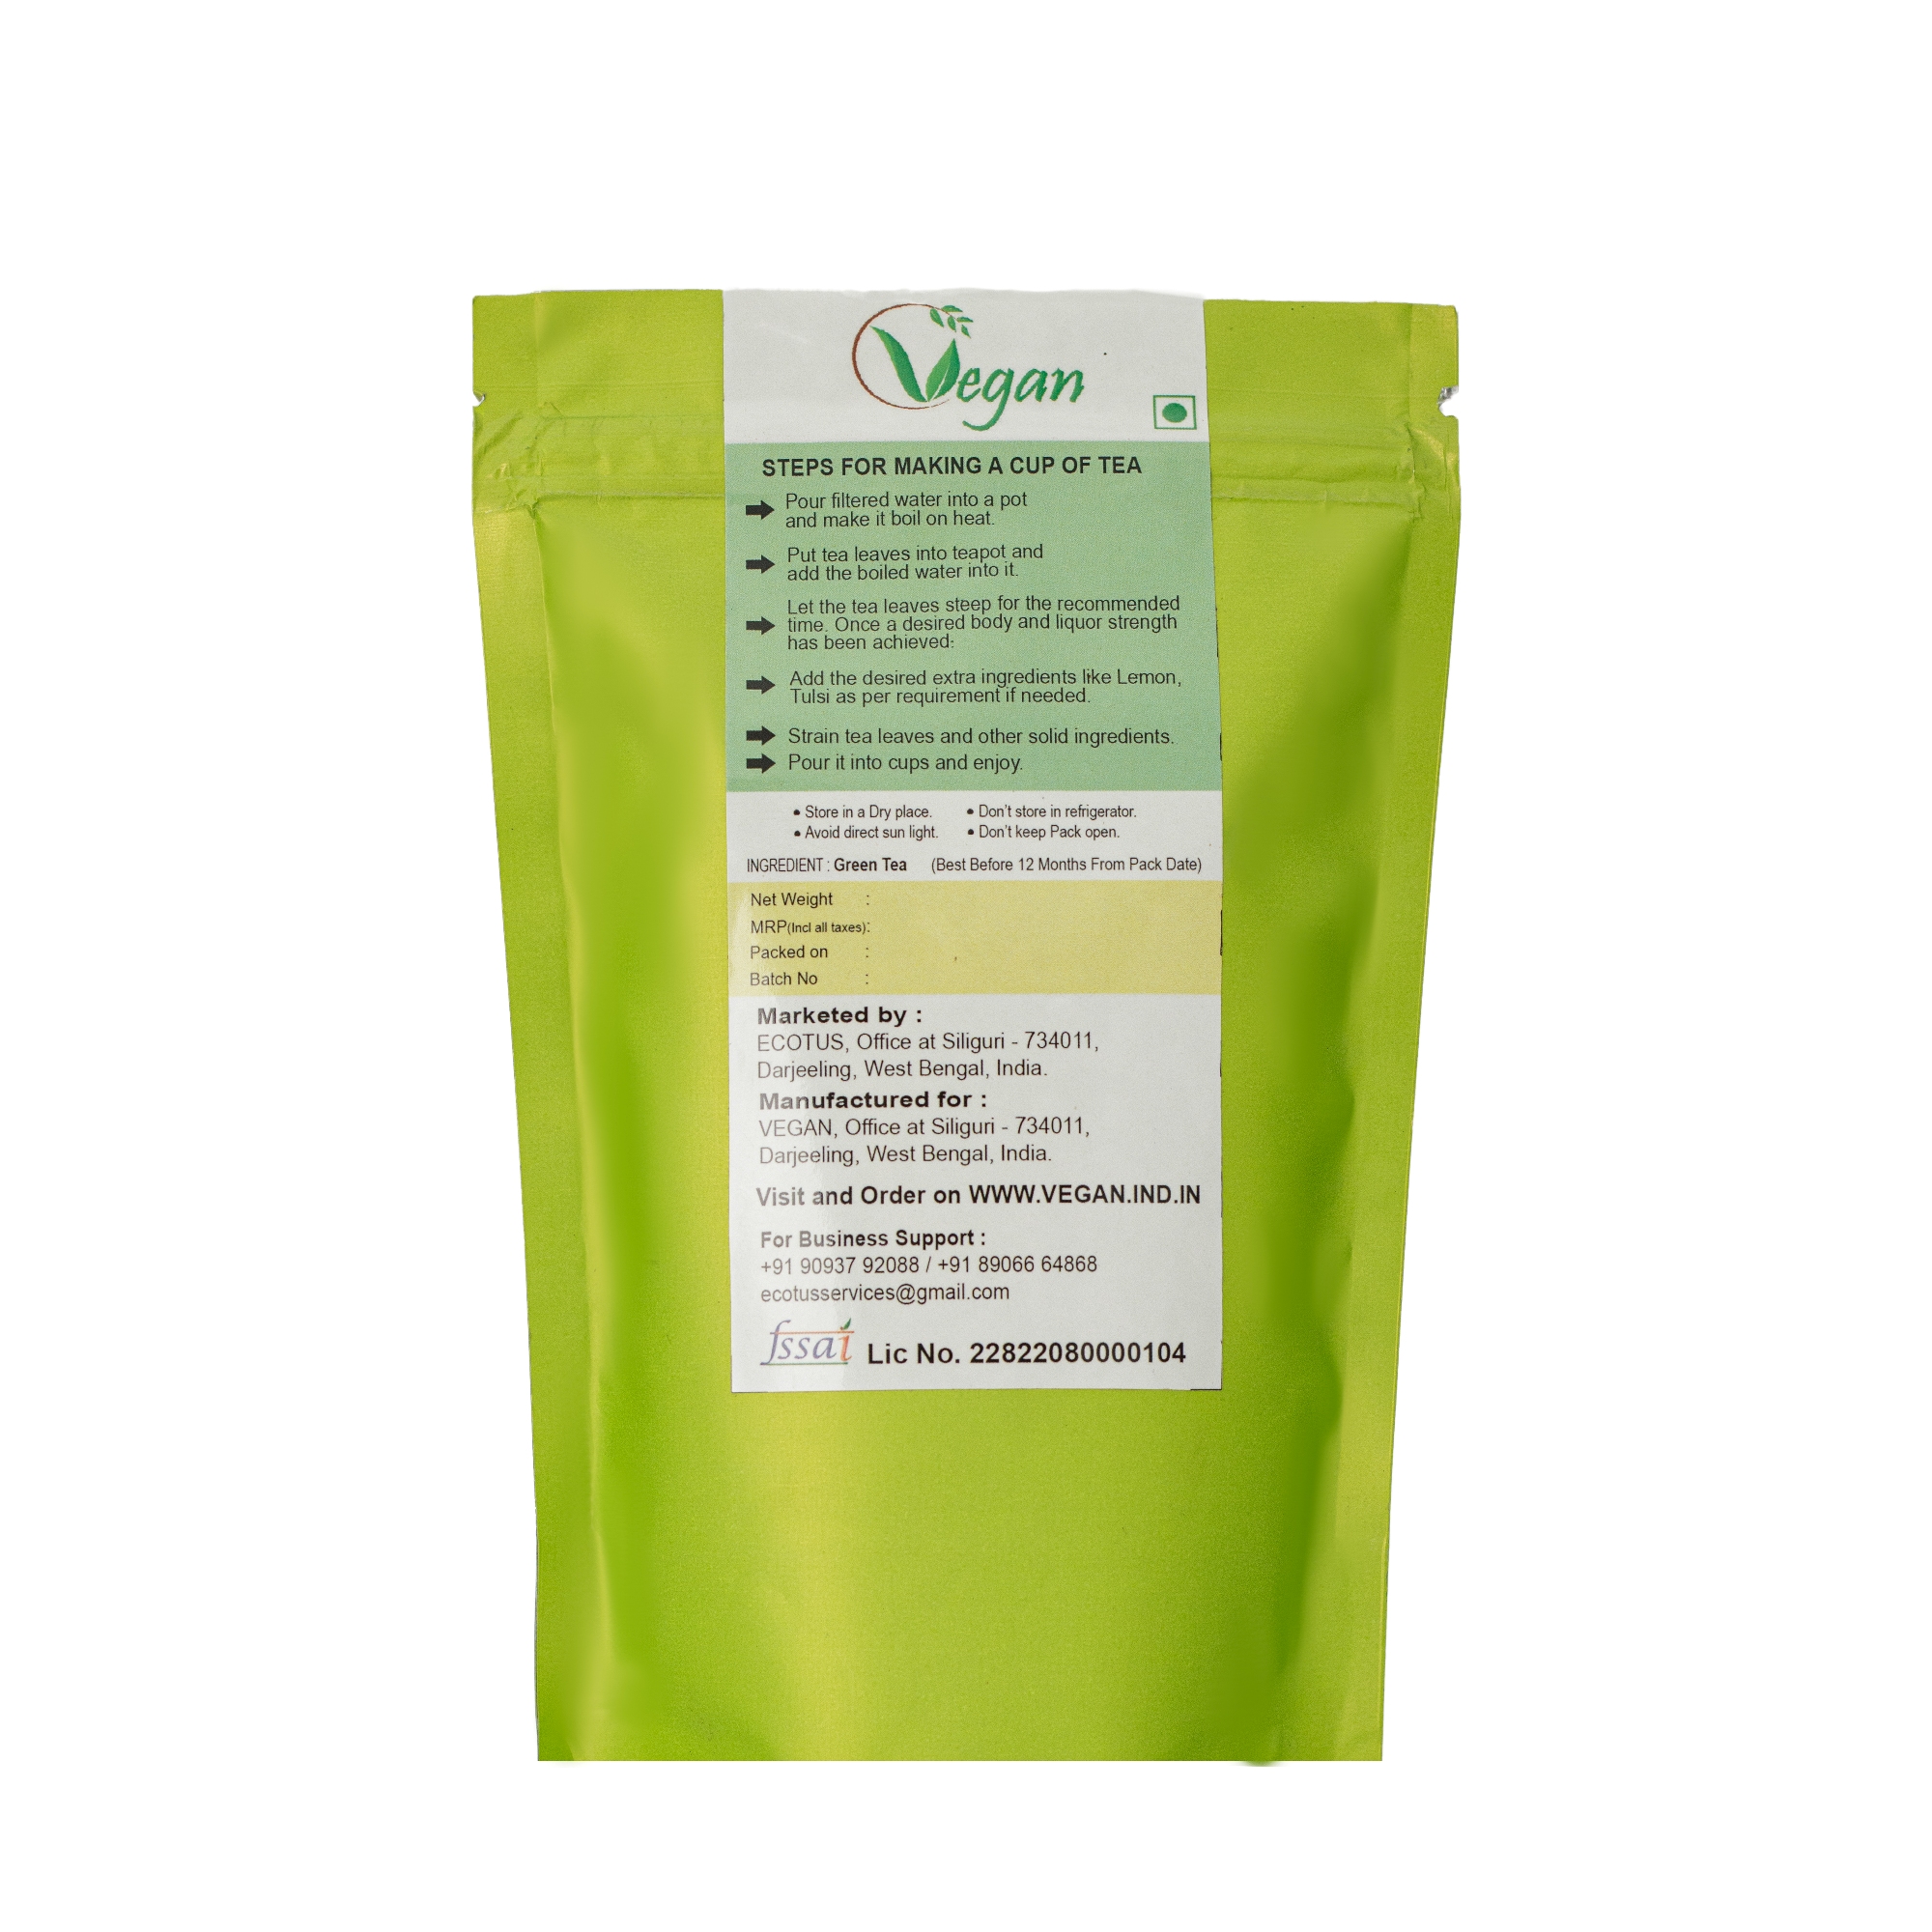 Vegan
STEPS FOR MAKING A CUP OF TEA
Pour filtered water into a pot
and make it boil on heat.
Put tea leaves into teapot and
add the boiled water into it.
Let the tea leaves steep for the recommended
time. Once a desired body and liquor strength
has been achieved:
Add the desired extra ingredients like Lemon,
Tulsi as per requirement if needed.
Strain tea leaves and other solid ingredients.
Pour it into cups and enjoy.
• Store in a Dry place. • Don't store in refrigerator.
• Avoid direct sun light. • Don't keep Pack open.
INGREDIENT : Green Tea (Best Before 12 Months From Pack Date)
Net Weight :
MRP(Incl all taxes):
Packed on :
Batch No :
Marketed by :
ECOTUS, Office at Siliguri - 734011,
Darjeeling, West Bengal, India.
Manufactured for :
VEGAN, Office at Siliguri - 734011,
Darjeeling, West Bengal, India.
Visit and Order on WWW.VEGAN.IND.IN
For Business Support :
+91 90937 92088 / +91 89066 64868
ecotusservices@gmail.com
fssai Lic No. 22822080000104